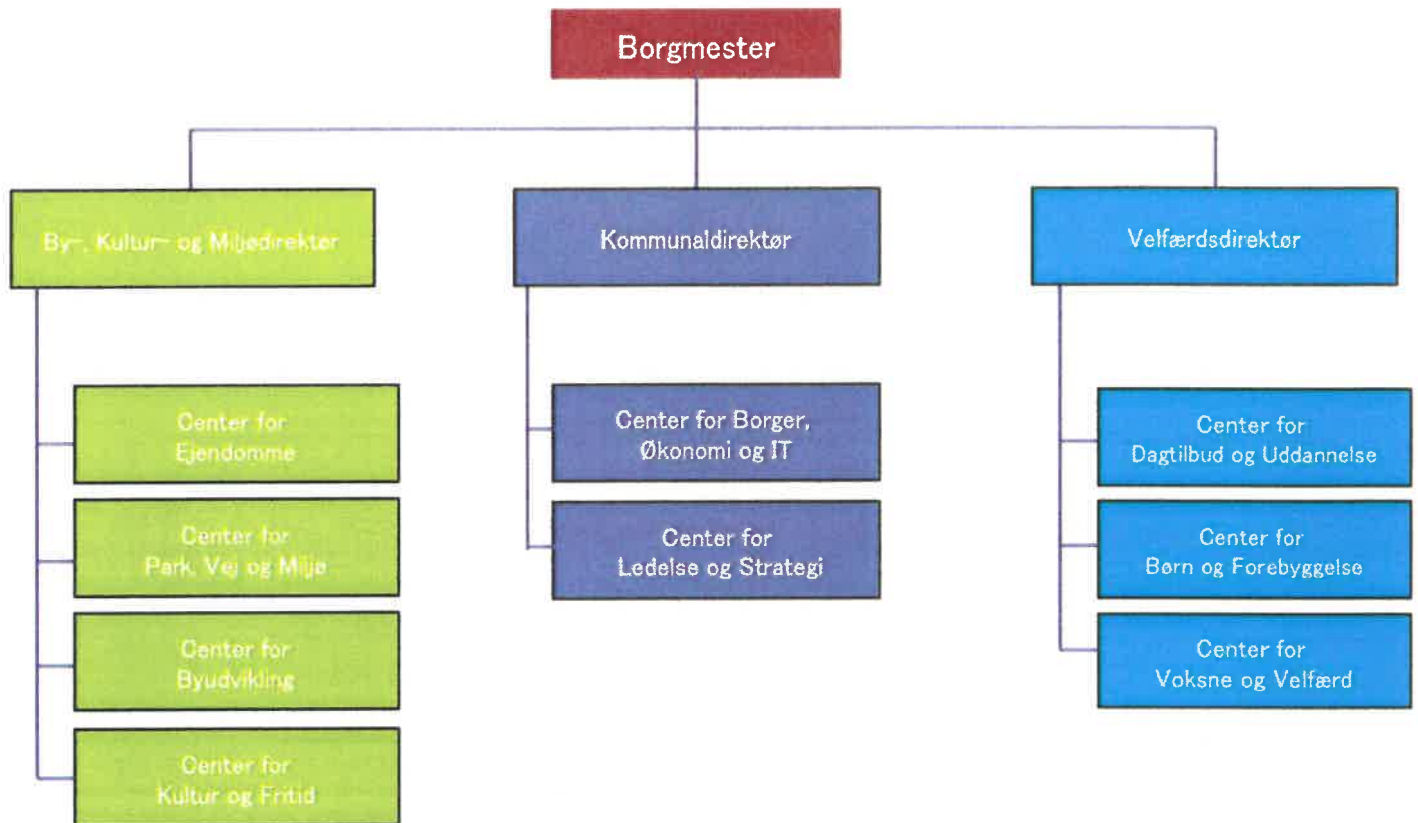 Borgmester
By-, Kultur- og Miljødirektør
Kommunaldirektør
Velfærdsdirektør
Center for
Ejendomme
Center for
Park, Vej og Miljø
Center for
Byudvikling
Center for
Kultur og Fritid
Center for Borger,
Økonomi og IT
Center for
Ledelse og Strategi
Center for
Dagtilbud og Uddannelse
Center for
Børn og Forebyggelse
Center for
Voksne og Velfærd